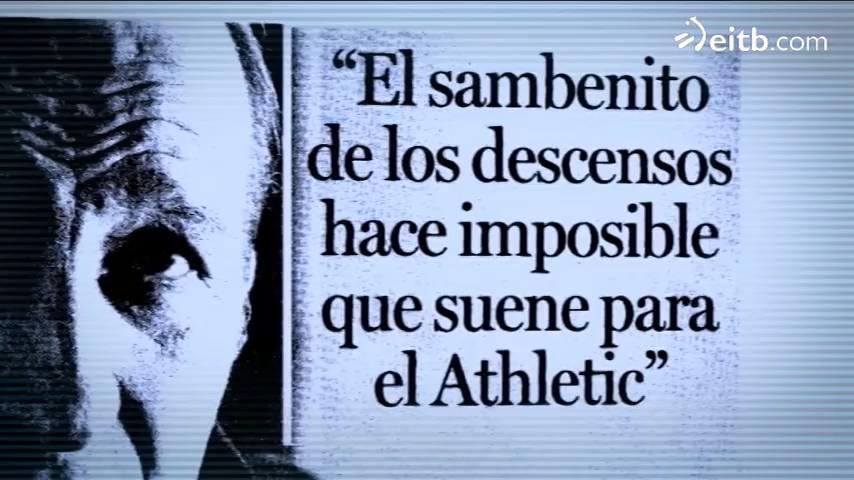 eitb.com
“El sambenito
de los descensos
hace imposible
que suene para
el Athletic”